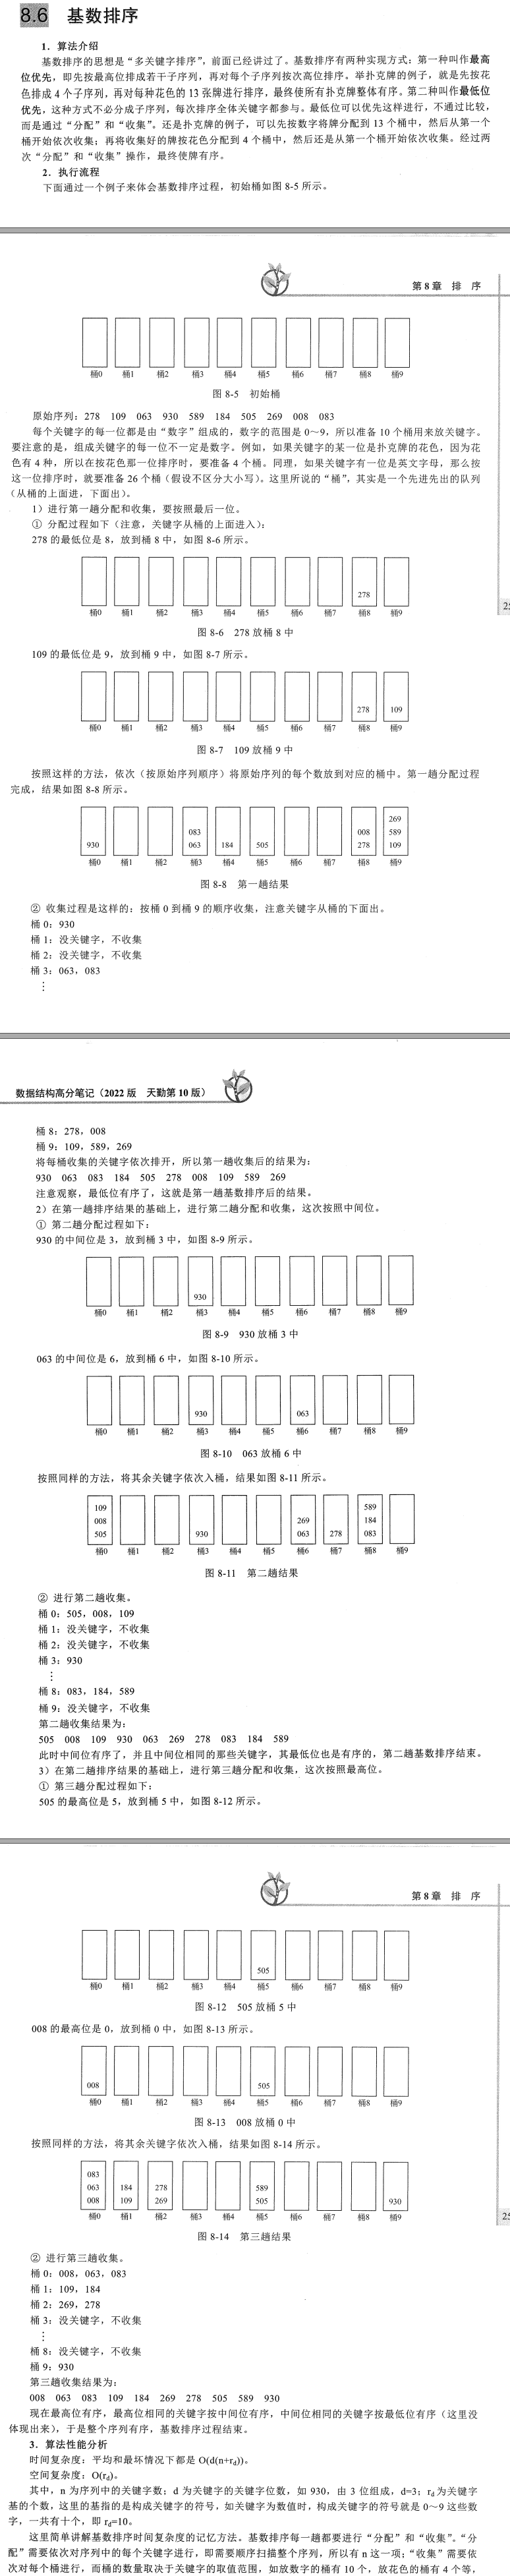 8.6 基数排序
1．算法介绍
基数排序的思想是“多关键字排序”，前面已经讲过了。基数排序有两种实现方式：第一种叫作最高
位优先，即先按最高位排成若干子序列，再对每个子序列按次高位排序。举扑克牌的例子，就是先按花
色排成 4 个子序列，再对每种花色的 13 张牌进行排序，最终使所有扑克牌整体有序。第二种叫作最低位
优先，这种方式不必分成子序列，每次排序全体关键字都参与。最低位可以优先这样进行，不通过比较，
而是通过“分配”和“收集”。还是扑克牌的例子，可以先按数字将牌分配到 13 个桶中，然后从第一个
桶开始依次收集；再将收集好的牌按花色分配到 4 个桶中，然后还是从第一个桶开始依次收集。经过两
次“分配”和“收集”操作，最终使牌有序。
2．执行流程
下面通过一个例子来体会基数排序过程，初始桶如图 8-5 所示。
第 8 章 排 序
桶0 桶1 桶2 桶3 桶4 桶5 桶6 桶7 桶8 桶9
图 8-5 初始桶
原始序列：278 109 063 930 589 184 505 269 008 083
每个关键字的每一位都是由“数字”组成的，数字的范围是 0～9，所以准备 10 个桶用来放关键字。
要注意的是，组成关键字的每一位不一定是数字。例如，如果关键字的某一位是扑克牌的花色，因为花
色有 4 种，所以在按花色那一位排序时，要准备 4 个桶。同理，如果关键字有一位是英文字母，那么按
这一位排序时，就要准备 26 个桶（假设不区分大小写）。这里所说的“桶”，其实是一个先进先出的队列
（从桶的上面进，下面出）。
1）进行第一趟分配和收集，要按照最后一位。
① 分配过程如下（注意，关键字从桶的上面进入）：
278 的最低位是 8，放到桶 8 中，如图 8-6 所示。
278
桶0 桶1 桶2 桶3 桶4 桶5 桶6 桶7 桶8 桶9
图 8-6 278 放桶 8 中
109 的最低位是 9，放到桶 9 中，如图 8-7 所示。
278 109
桶0 桶1 桶2 桶3 桶4 桶5 桶6 桶7 桶8 桶9
图 8-7 109 放桶 9 中
按照这样的方法，依次（按原始序列顺序）将原始序列的每个数放到对应的桶中。第一趟分配过程
完成，结果如图 8-8 所示。
269
083 008 589
930 063 184 505 278 109
桶0 桶1 桶2 桶3 桶4 桶5 桶6 桶7 桶8 桶9
图 8-8 第一趟结果
② 收集过程是这样的：按桶 0 到桶 9 的顺序收集，注意关键字从桶的下面出。
桶 0：930
桶 1：没关键字，不收集
桶 2：没关键字，不收集
桶 3：063，083
⋮
数据结构高分笔记（2022 版 天勤第 10 版）
桶 8：278，008
桶 9：109，589，269
将每桶收集的关键字依次排开，所以第一趟收集后的结果为：
930 063 083 184 505 278 008 109 589 269
注意观察，最低位有序了，这就是第一趟基数排序后的结果。
2）在第一趟排序结果的基础上，进行第二趟分配和收集，这次按照中间位。
① 第二趟分配过程如下：
930 的中间位是 3，放到桶 3 中，如图 8-9 所示。
930
桶0 桶1 桶2 桶3 桶4 桶5 桶6 桶7 桶8 桶9
图 8-9 930 放桶 3 中
063 的中间位是 6，放到桶 6 中，如图 8-10 所示。
930 063
桶0 桶1 桶2 桶3 桶4 桶5 桶6 桶7 桶8 桶9
图 8-10 063 放桶 6 中
按照同样的方法，将其余关键字依次入桶，结果如图 8-11 所示。
109 589
008 269 184
505 930 063 278 083
桶0 桶1 桶2 桶3 桶4 桶5 桶6 桶7 桶8 桶9
图 8-11 第二趟结果
② 进行第二趟收集。
桶 0：505，008，109
桶 1：没关键字，不收集
桶 2：没关键字，不收集
桶 3：930
⋮
桶 8：083，184，589
桶 9：没关键字，不收集
第二趟收集结果为：
505 008 109 930 063 269 278 083 184 589
此时中间位有序了，并且中间位相同的那些关键字，其最低位也是有序的，第二趟基数排序结束。
3）在第二趟排序结果的基础上，进行第三趟分配和收集，这次按照最高位。
① 第三趟分配过程如下：
505 的最高位是 5，放到桶 5 中，如图 8-12 所示。
第 8 章 排 序
505
桶0 桶1 桶2 桶3 桶4 桶5 桶6 桶7 桶8 桶9
图 8-12 505 放桶 5 中
008 的最高位是 0，放到桶 0 中，如图 8-13 所示。
008 505
桶0 桶1 桶2 桶3 桶4 桶5 桶6 桶7 桶8 桶9
图 8-13 008 放桶 0 中
按照同样的方法，将其余关键字依次入桶，结果如图 8-14 所示。
083
063 184 278 589
008 109 269 505 930
桶0 桶1 桶2 桶3 桶4 桶5 桶6 桶7 桶8 桶9
图 8-14 第三趟结果
② 进行第三趟收集。
桶 0：008，063，083
桶 1：109，184
桶 2：269，278
桶 3：没关键字，不收集
⋮
桶 8：没关键字，不收集
桶 9：930
第三趟收集结果为：
008 063 083 109 184 269 278 505 589 930
现在最高位有序，最高位相同的关键字按中间位有序，中间位相同的关键字按最低位有序（这里没
体现出来），于是整个序列有序，基数排序过程结束。
3．算法性能分析
时间复杂度：平均和最坏情况下都是 O(d(n+rd))。
空间复杂度：O(rd)。
其中，n 为序列中的关键字数；d 为关键字的关键字位数，如 930，由 3 位组成，d=3；rd 为关键字
基的个数，这里的基指的是构成关键字的符号，如关键字为数值时，构成关键字的符号就是 0～9 这些数
字，一共有十个，即 rd=10。
这里简单讲解基数排序时间复杂度的记忆方法。基数排序每一趟都要进行“分配”和“收集”。“分
配”需要依次对序列中的每个关键字进行，即需要顺序扫描整个序列，所以有 n 这一项；“收集”需要依
次对每个桶进行，而桶的数量取决于关键字的取值范围，如放数字的桶有 10 个，放花色的桶有 4 个等，